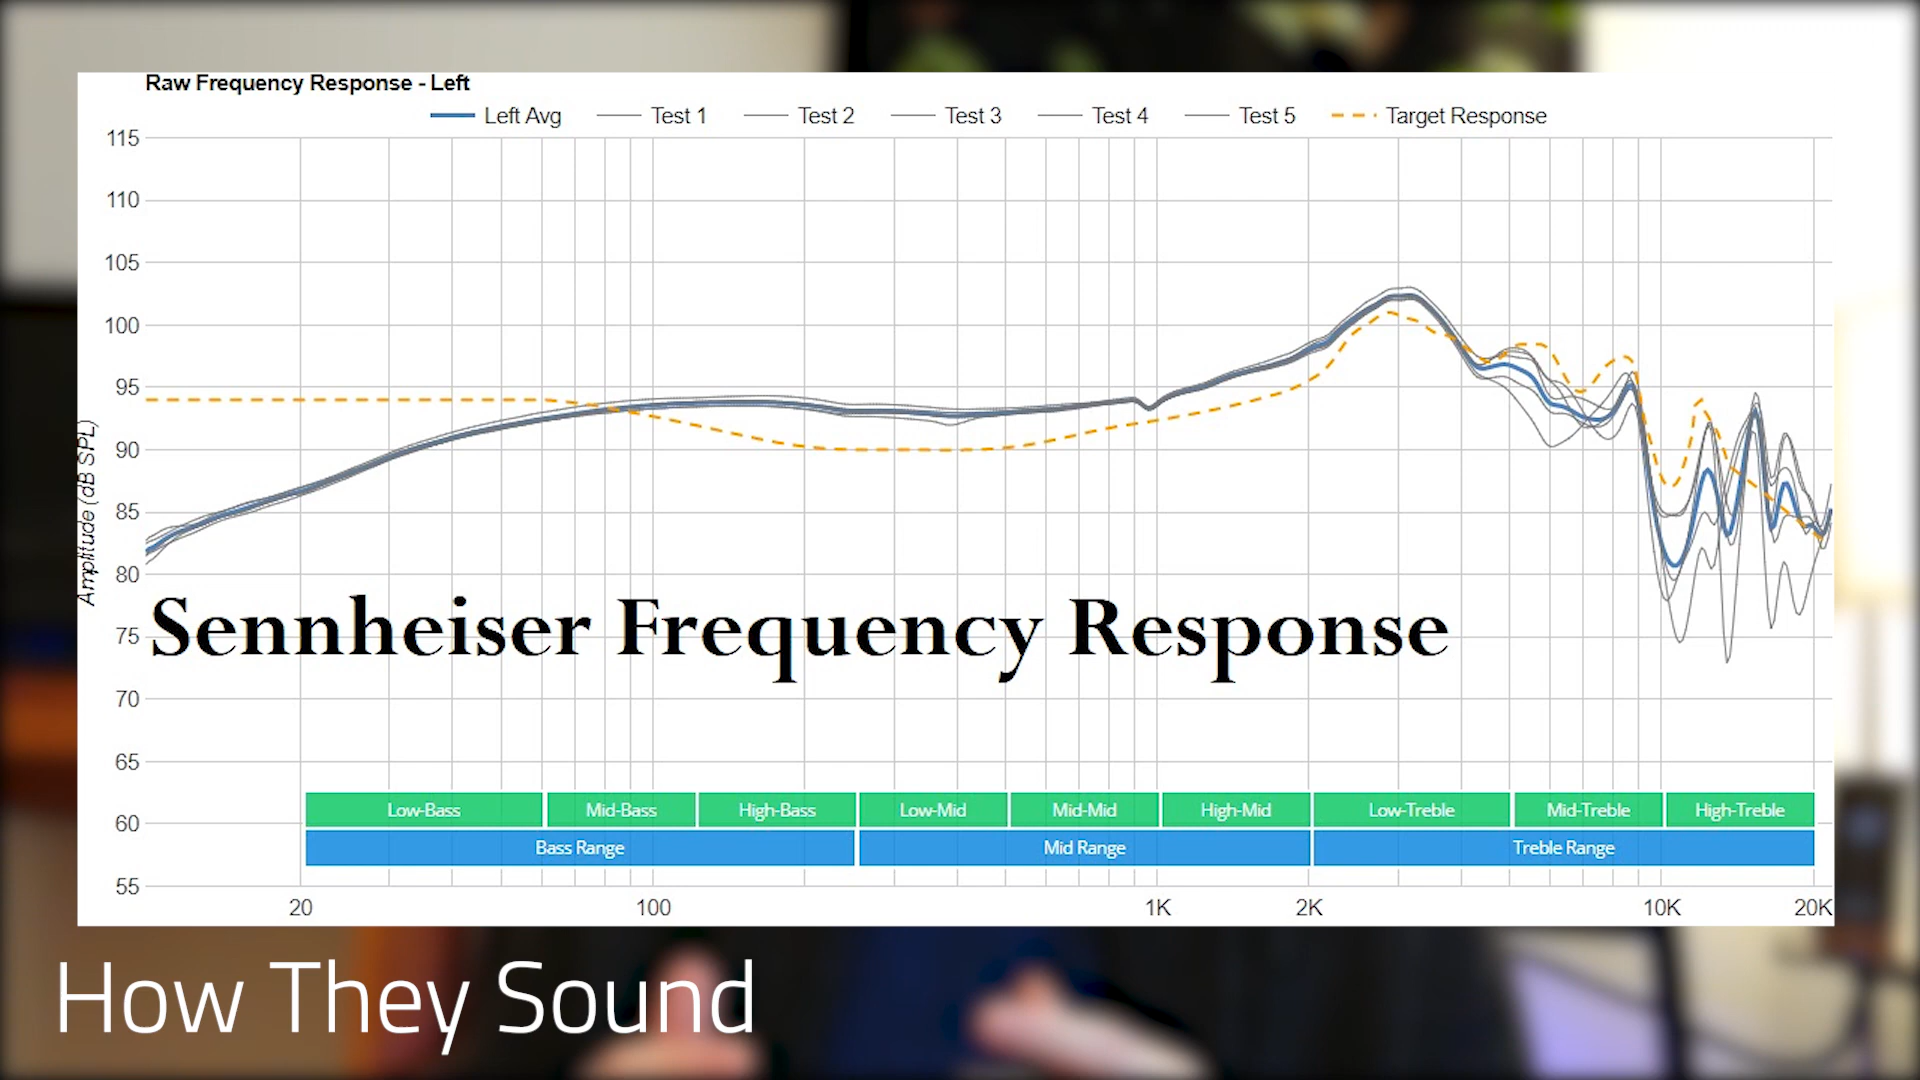 Raw Frequency Response - Left
Left Avg Test 1 Test 2 Test 3 Test 4 Test 5 Target Response
115
110
105
100
95
90
85
80
75
70
65
60
55
Amplitude (dB SPL)
Sennheiser Frequency Response
Low-Bass Mid-Bass High-Bass Low-Mid Mid-Mid High-Mid Low-Treble Mid-Treble High-Treble
Bass Range Mid Range Treble Range
20 100 1K 2K 10K 20K
How They Sound